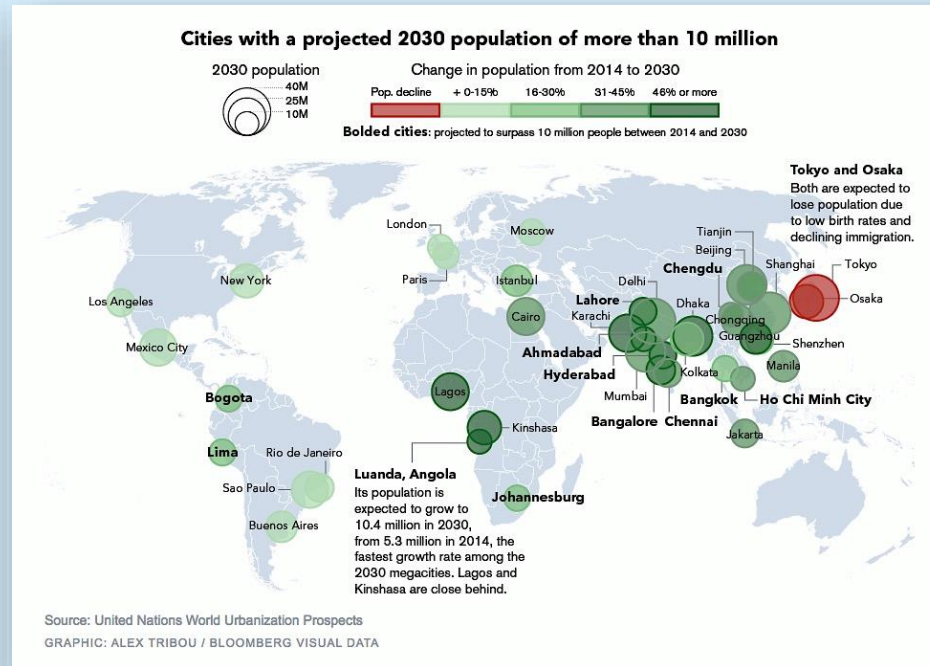 Cities with a projected 2030 population of more than 10 million
2030 population
40M
25M
10M
Change in population from 2014 to 2030
Pop. decline
+ 0-15%
16-30%
31-45%
46% or more
Bolded cities: projected to surpass 10 million people between 2014 and 2030
Tokyo and Osaka
Both are expected to
lose population due
to low birth rates and
declining immigration.
London
Moscow
Tianjin
Beijing
Shanghai
Tokyo
Chengdu
New York
Paris
Istanbul
Delhi
Osaka
Los Angeles
Lahore
Dhaka
Karachi
Cairo
Chongqing
Guangzhou
Shenzhen
Mexico City
Ahmadabad
Manila
Hyderabad
Kolkata
Lagos
Mumbai
Bogota
Bangkok
Ho Chi Minh City
Bangalore
Chennai
Kinshasa
Jakarta
Lima
Rio de Janeiro
Luanda, Angola
Its population is
expected to grow to
10.4 million in 2030,
from 5.3 million in 2014, the
fastest growth rate among the
2030 megacities. Lagos and
Kinshasa are close behind.
Sao Paulo
Johannesburg
Buenos Aires
Source: United Nations World Urbanization Prospects
GRAPHIC: ALEX TRIBOU / BLOOMBERG VISUAL DATA